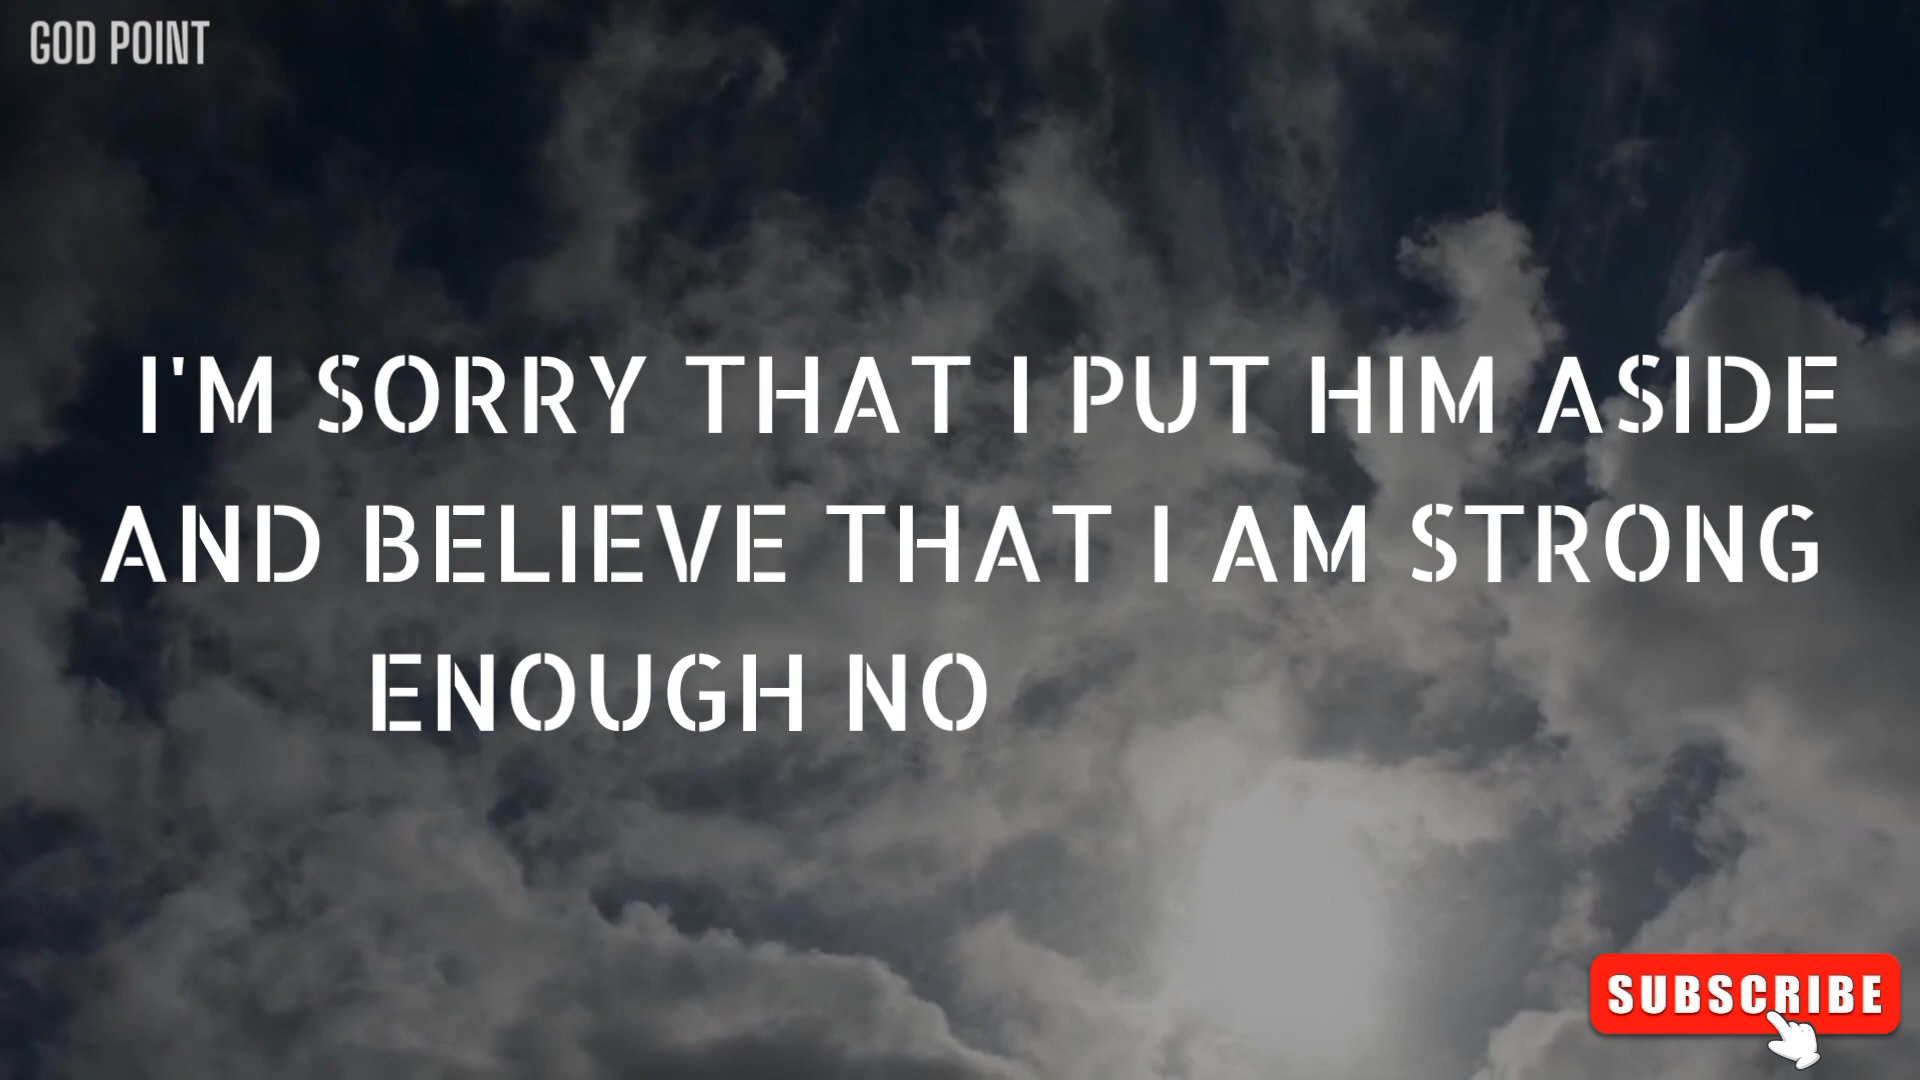 GOD POINT
I'M SORRY THAT I PUT HIM ASIDE
AND BELIEVE THAT I AM STRONG
ENOUGH NO
SUBSCRIBE